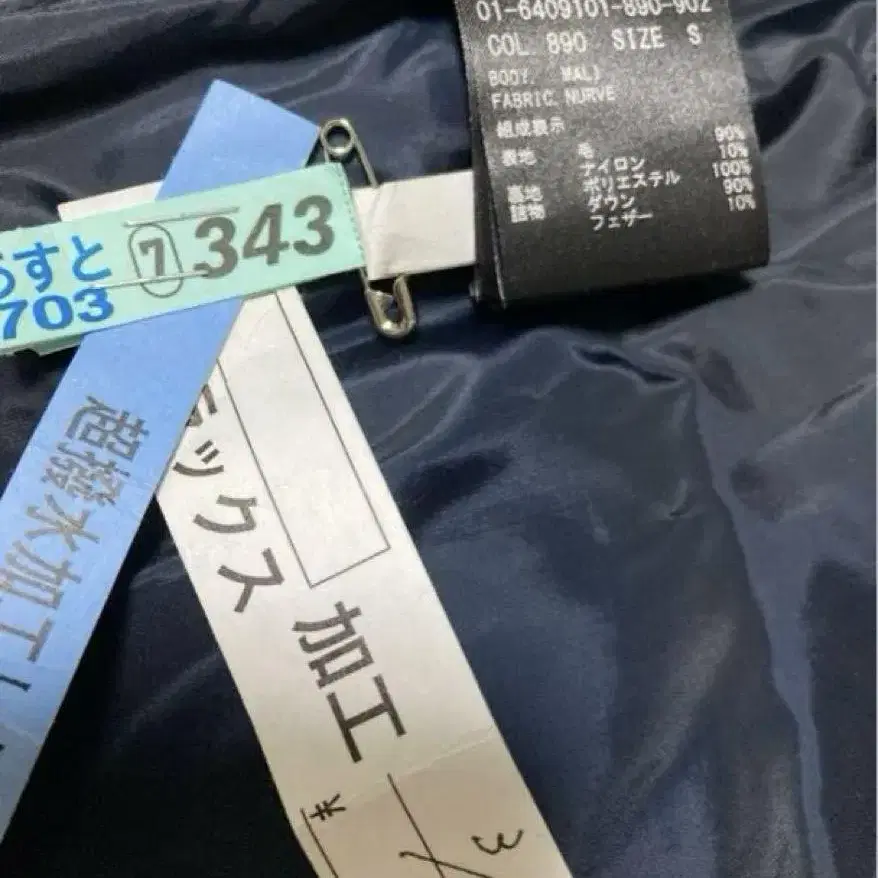 01-6409101-890-902
COL. 890 SIZE S
BODY. MALI
FABRIC. NURVE
組成表示
表地 毛 90%
ナイロン 10%
裏地 ポリエステル 100%
詰物 ダウン 90%
フェザー 10%
うすと
703
7 343
超撥水加工
ックス
加工
3/